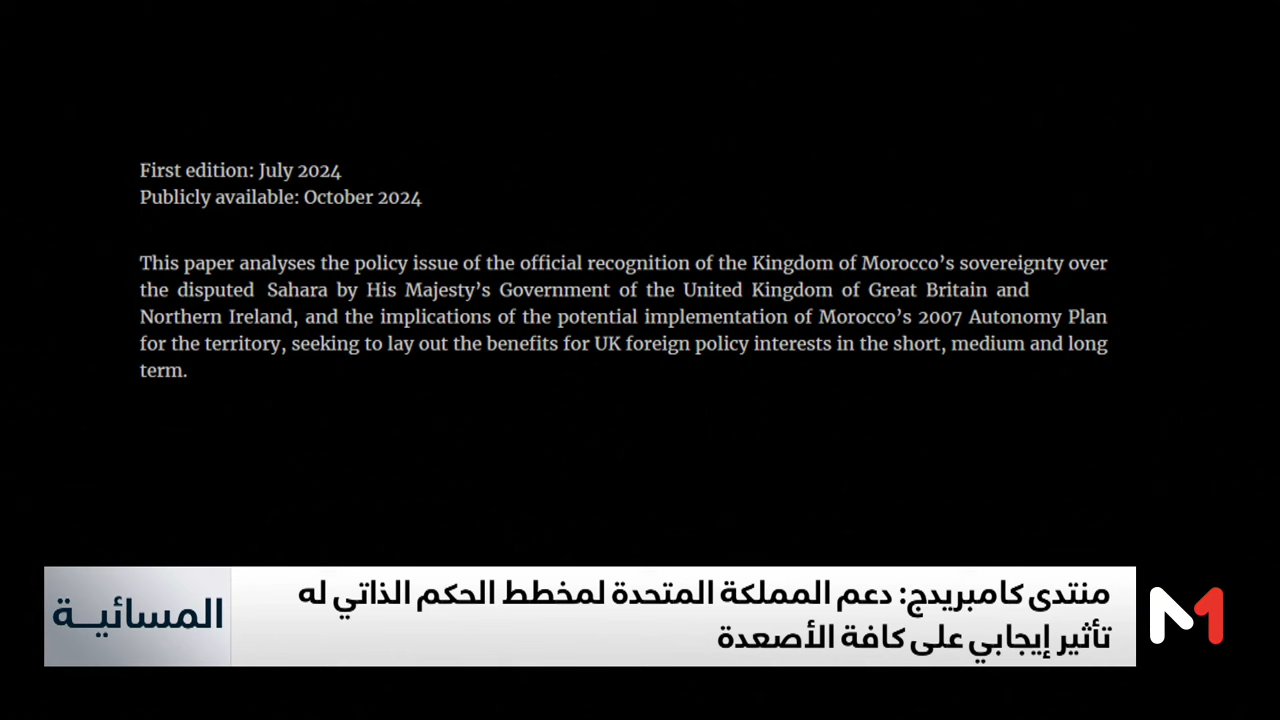 First edition: July 2024
Publicly available: October 2024
This paper analyses the policy issue of the official recognition of the Kingdom of Morocco’s sovereignty over
the disputed Sahara by His Majesty’s Government of the United Kingdom of Great Britain and
Northern Ireland, and the implications of the potential implementation of Morocco’s 2007 Autonomy Plan
for the territory, seeking to lay out the benefits for UK foreign policy interests in the short, medium and long
term.
منتدى كامبريدج: دعم المملكة المتحدة لمخطط الحكم الذاتي له
تأثير إيجابي على كافة الأصعدة
المسائيــة
M1